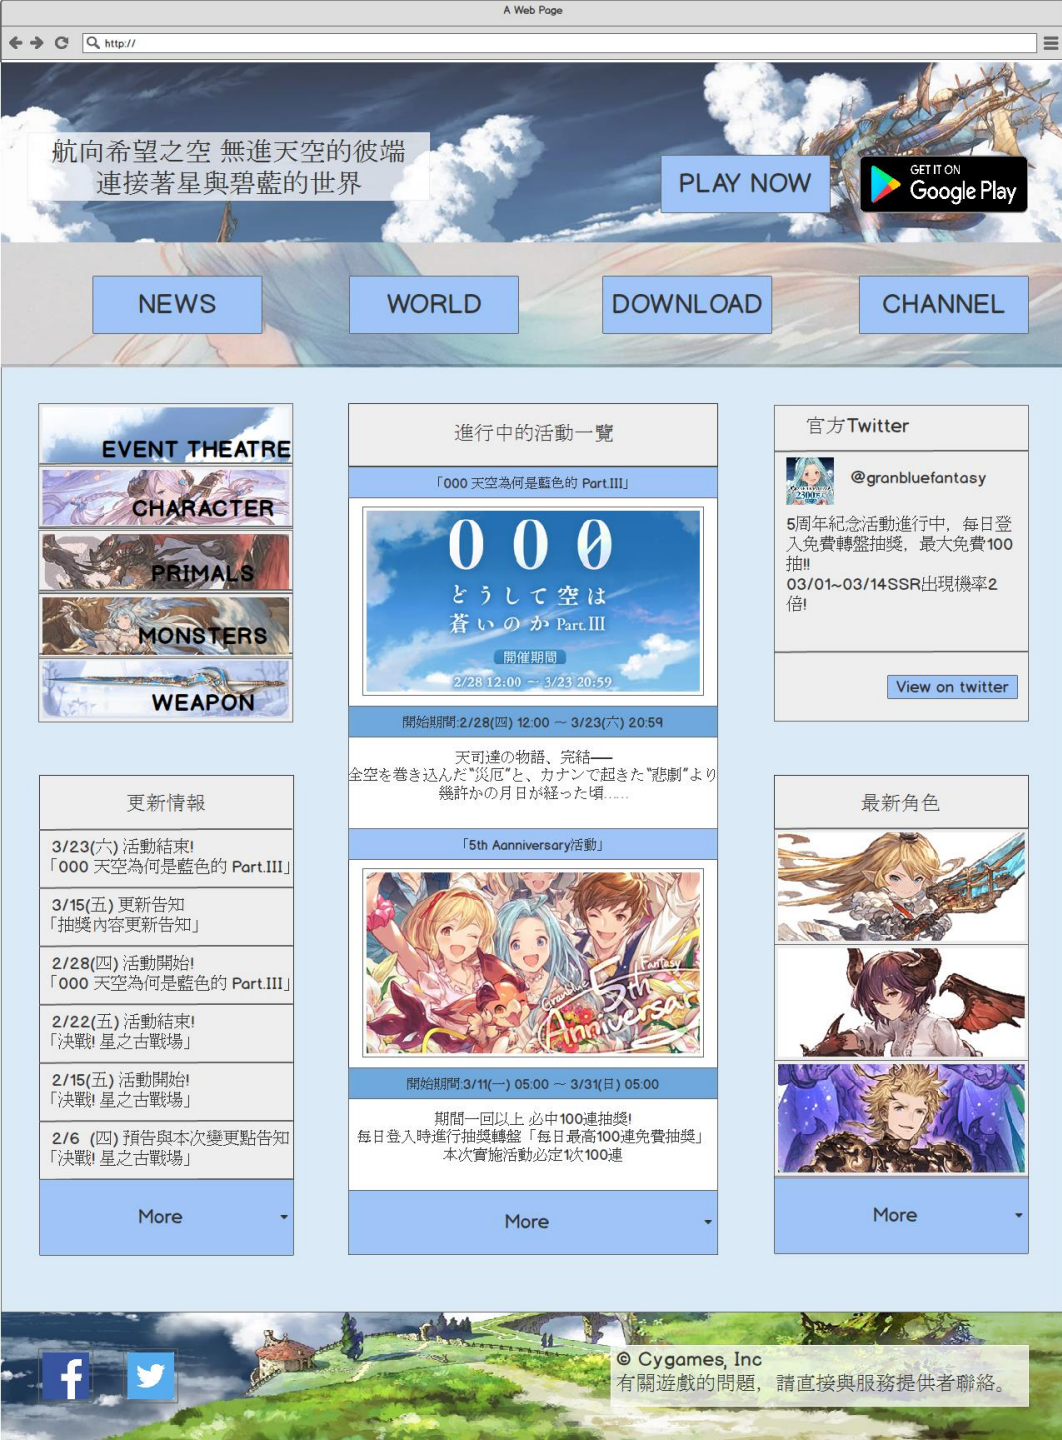 A Web Page
http://
航向希望之空 無進天空的彼端
連接著星與碧藍的世界
PLAY NOW
GET IT ON
Google Play
NEWS
WORLD
DOWNLOAD
CHANNEL
EVENT THEATRE
CHARACTER
PRIMALS
MONSTERS
WEAPON
更新情報
3/23(六) 活動結束!
「000 天空為何是藍色的 Part.III」
3/15(五) 更新告知
「抽獎內容更新告知」
2/28(四) 活動開始!
「000 天空為何是藍色的 Part.III」
2/22(五) 活動結束!
「決戰! 星之古戰場」
2/15(五) 活動開始!
「決戰! 星之古戰場」
2/6 (四) 預告與本次變更點告知
「決戰! 星之古戰場」
More
進行中的活動一覽
「000 天空為何是藍色的 Part.III」
000
どうして空は
蒼いのか Part.III
開催期間
2/28 12:00 ～ 3/23 20:59
開始期間:2/28(四) 12:00 ～ 3/23(六) 20:59
天司達の物語、完結——
全空を巻き込んだ“災厄”と、カナンで起きた“悲劇”より
幾許かの月日が経った頃……
「5th Aanniversary活動」
Granblue Fantasy
5th
Anniversary
開始期間:3/11(一) 05:00 ～ 3/31(日) 05:00
期間一回以上 必中100連抽獎!
每日登入時進行抽獎轉盤「每日最高100連免費抽獎」
本次實施活動必定1次100連
More
官方Twitter
2300万人
@granbluefantasy
5周年紀念活動進行中，每日登
入免費轉盤抽獎，最大免費100
抽!!
03/01~03/14SSR出現機率2
倍!
View on twitter
最新角色
More
© Cygames, Inc
有關遊戲的問題，請直接與服務提供者聯絡。